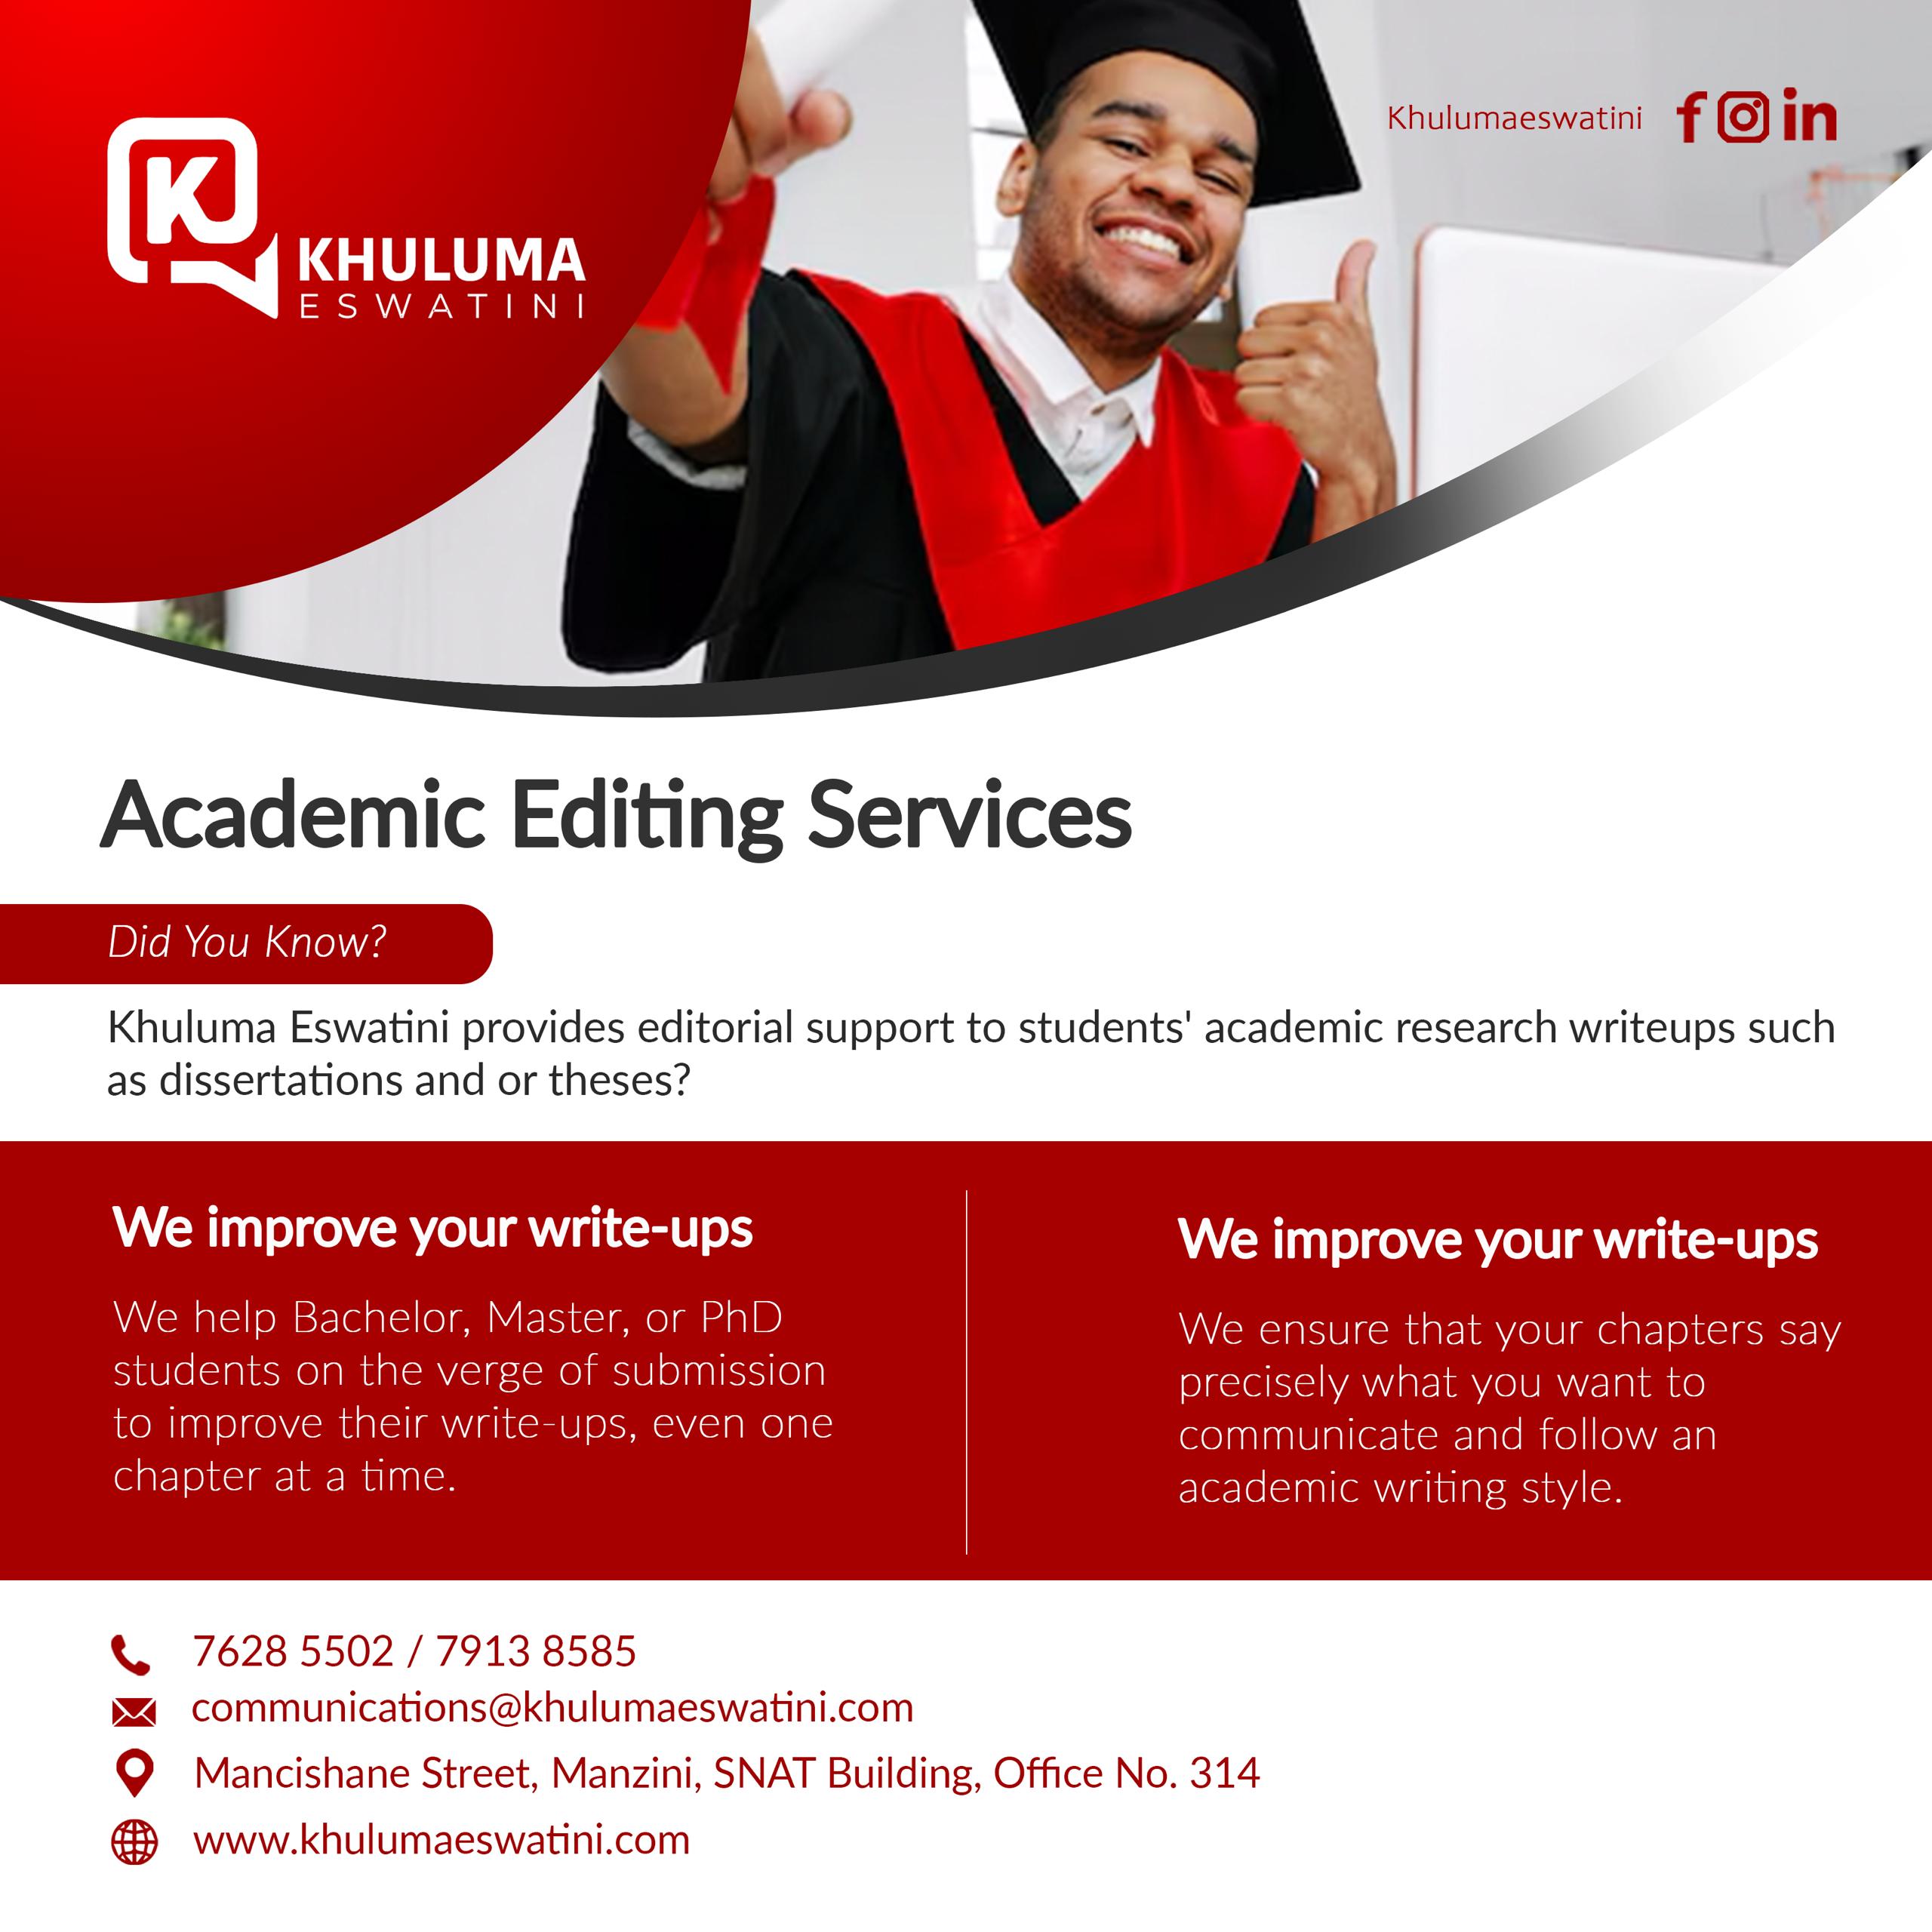 K
KHULUMA
ESWATINI
Khulumaeswatini f in
Academic Editing Services
Did You Know?
Khuluma Eswatini provides editorial support to students' academic research writeups such
as dissertations and or theses?
We improve your write-ups
We help Bachelor, Master, or PhD
students on the verge of submission
to improve their write-ups, even one
chapter at a time.
We improve your write-ups
We ensure that your chapters say
precisely what you want to
communicate and follow an
academic writing style.
7628 5502 / 7913 8585
communications@khulumaeswatini.com
Mancishane Street, Manzini, SNAT Building, Office No. 314
www.khulumaeswatini.com